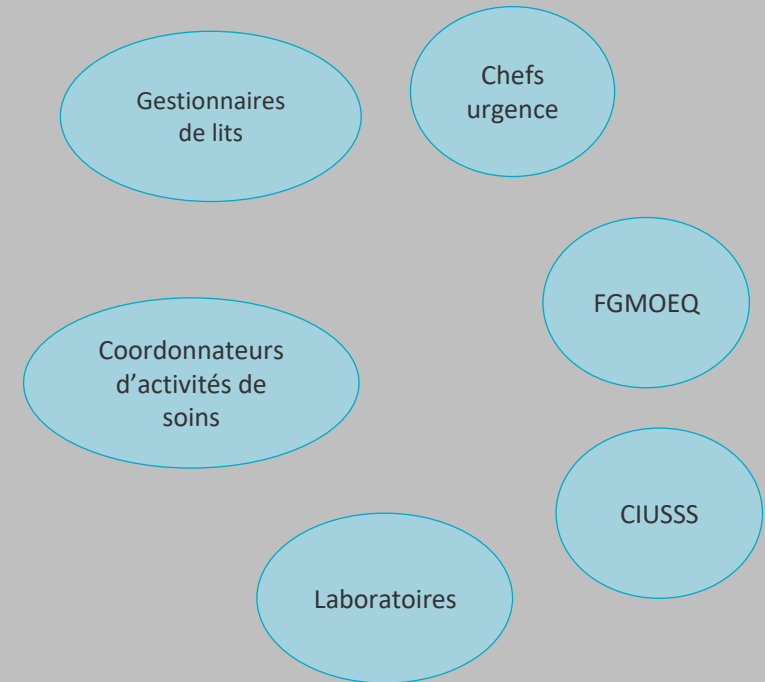 Gestionnaires
de lits
Chefs
urgence
FGMOEQ
Coordonnateurs
d’activités de
soins
CIUSSS
Laboratoires